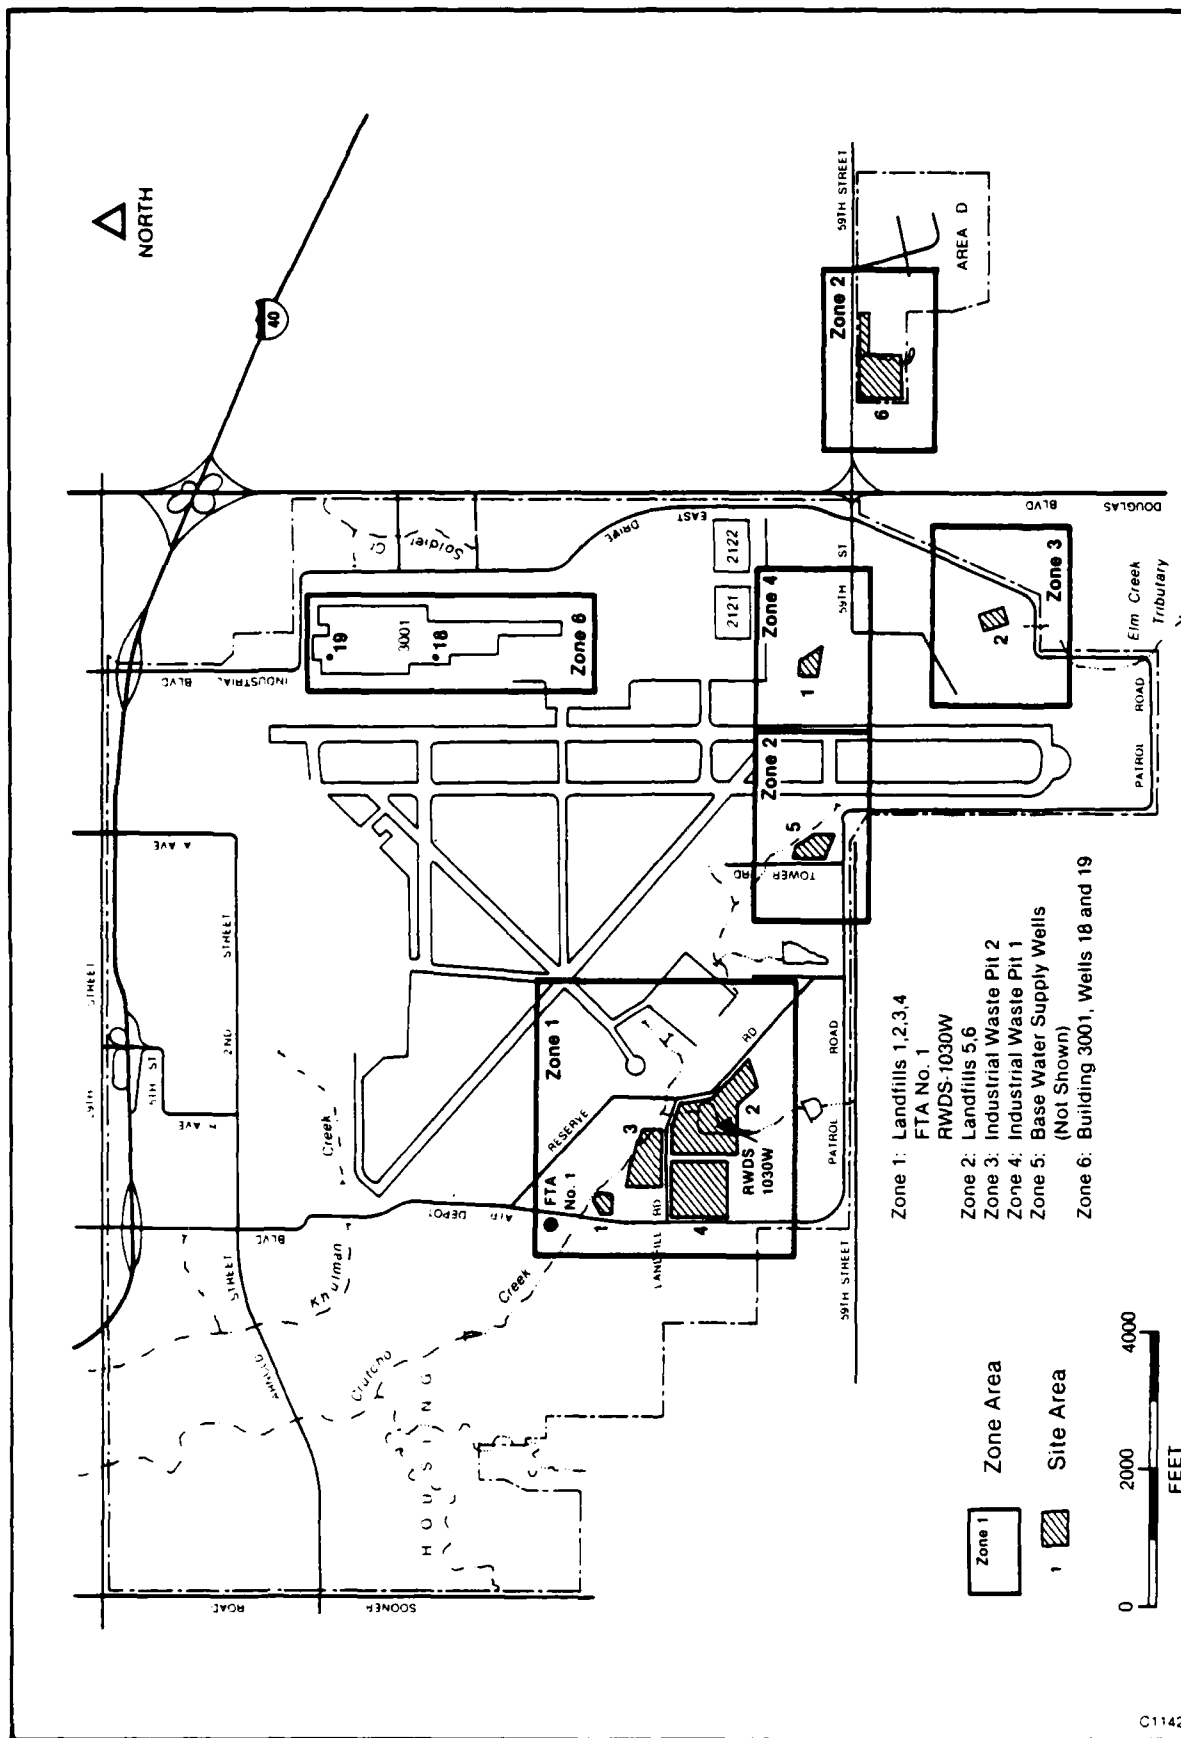 NORTH
40
29TH
STREET
A AVE
2ND
STREET
5TH ST
BLVD
INDUSTRIAL
Soldier
Cr
EAST
DRIVE
3001
19
18
Zone 6
2121
2122
Zone 4
1
59TH
ST
59TH STREET
Zone 2
6
AREA D
BLVD
DOUGLAS
Zone 3
2
Elm Creek
Tributary
PATROL
ROAD
Zone 2
5
TOWER
RD
Zone 1
RESERVE
RD
FTA
No. 1
1
3
2
4
RWDS
1030W
LANDFILL
RD
AIR
DEPOT
BLVD
PATROL
ROAD
59TH STREET
Creek
Khulman
Crutcho
Creek
STREET
ARNOLD
HOUSING
SOONER
ROAD
Zone 1: Landfills 1,2,3,4
FTA No. 1
RWDS-1030W
Zone 2: Landfills 5,6
Zone 3: Industrial Waste Pit 2
Zone 4: Industrial Waste Pit 1
Zone 5: Base Water Supply Wells
(Not Shown)
Zone 6: Building 3001, Wells 18 and 19
Zone 1
Zone Area
1
Site Area
0
2000
4000
FEET
C1142